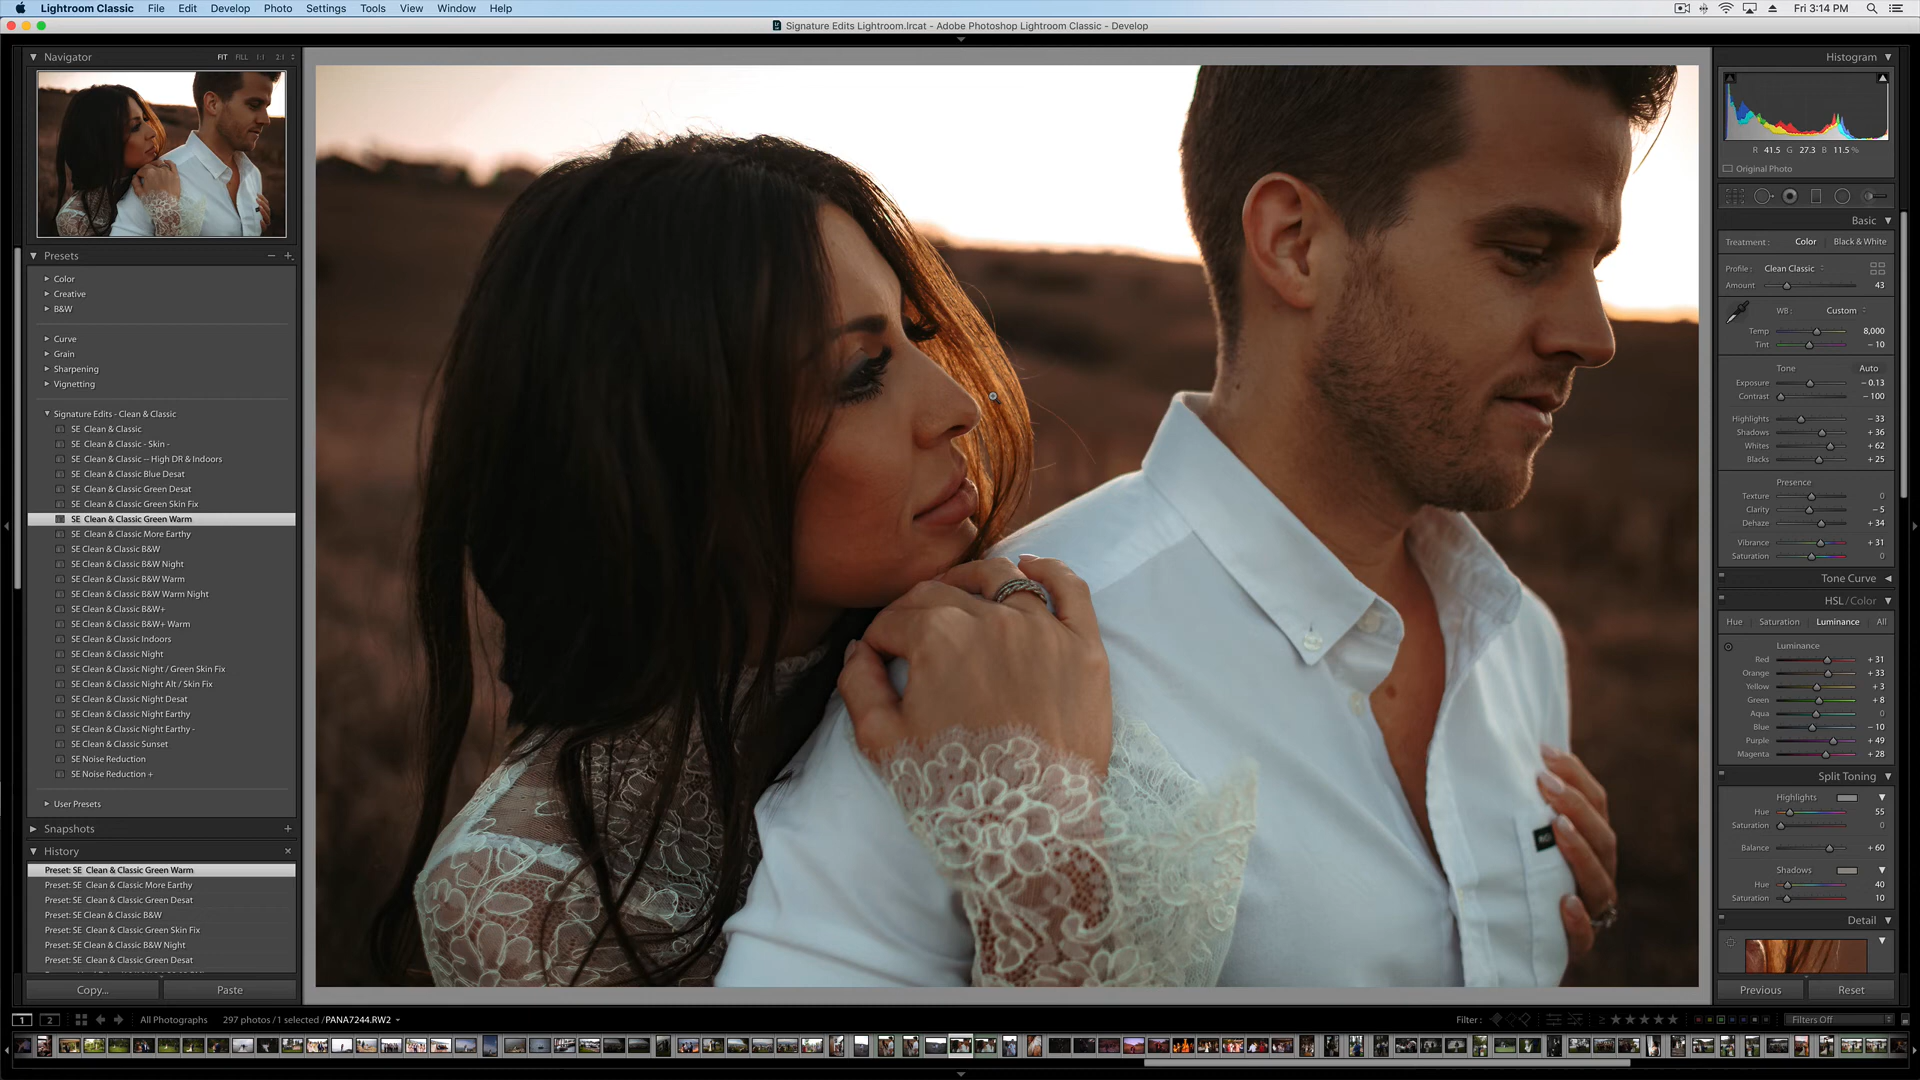 Lightroom Classic File Edit Develop Photo Settings Tools View Window Help Fri 3:14 PM
Signature Edits Lightroom.lrcat - Adobe Photoshop Lightroom Classic - Develop
Navigator FIT FILL 1:1 2:1
Presets
Color
Creative
B&W
Curve
Grain
Sharpening
Vignetting
Signature Edits - Clean & Classic
SE Clean & Classic
SE Clean & Classic - Skin -
SE Clean & Classic -- High DR & Indoors
SE Clean & Classic Blue Desat
SE Clean & Classic Green Desat
SE Clean & Classic Green Skin Fix
SE Clean & Classic Green Warm
SE Clean & Classic More Earthy
SE Clean & Classic B&W
SE Clean & Classic B&W Night
SE Clean & Classic B&W Warm
SE Clean & Classic B&W Warm Night
SE Clean & Classic B&W+
SE Clean & Classic B&W+ Warm
SE Clean & Classic Indoors
SE Clean & Classic Night
SE Clean & Classic Night / Green Skin Fix
SE Clean & Classic Night Alt / Skin Fix
SE Clean & Classic Night Desat
SE Clean & Classic Night Earthy
SE Clean & Classic Night Earthy -
SE Clean & Classic Sunset
SE Noise Reduction
SE Noise Reduction +
User Presets
Snapshots
History
Preset: SE Clean & Classic Green Warm
Preset: SE Clean & Classic More Earthy
Preset: SE Clean & Classic Green Desat
Preset: SE Clean & Classic B&W
Preset: SE Clean & Classic Green Skin Fix
Preset: SE Clean & Classic B&W Night
Preset: SE Clean & Classic Green Desat
Copy... Paste
Histogram
R 41.5 G 27.3 B 11.5 %
Original Photo
Basic
Treatment : Color Black & White
Profile : Clean Classic
Amount 43
WB : Custom
Temp 8,000
Tint - 10
Tone Auto
Exposure - 0.13
Contrast - 100
Highlights - 33
Shadows + 36
Whites + 62
Blacks + 25
Presence
Texture 0
Clarity - 5
Dehaze + 34
Vibrance + 31
Saturation 0
Tone Curve
HSL / Color
Hue Saturation Luminance All
Luminance
Red + 31
Orange + 33
Yellow + 3
Green + 8
Aqua 0
Blue - 10
Purple + 49
Magenta + 28
Split Toning
Highlights
Hue 55
Saturation 0
Balance + 60
Shadows
Hue 40
Saturation 10
Detail
Previous Reset
1 2 All Photographs 297 photos / 1 selected / PANA7244.RW2 Filter : Filters Off